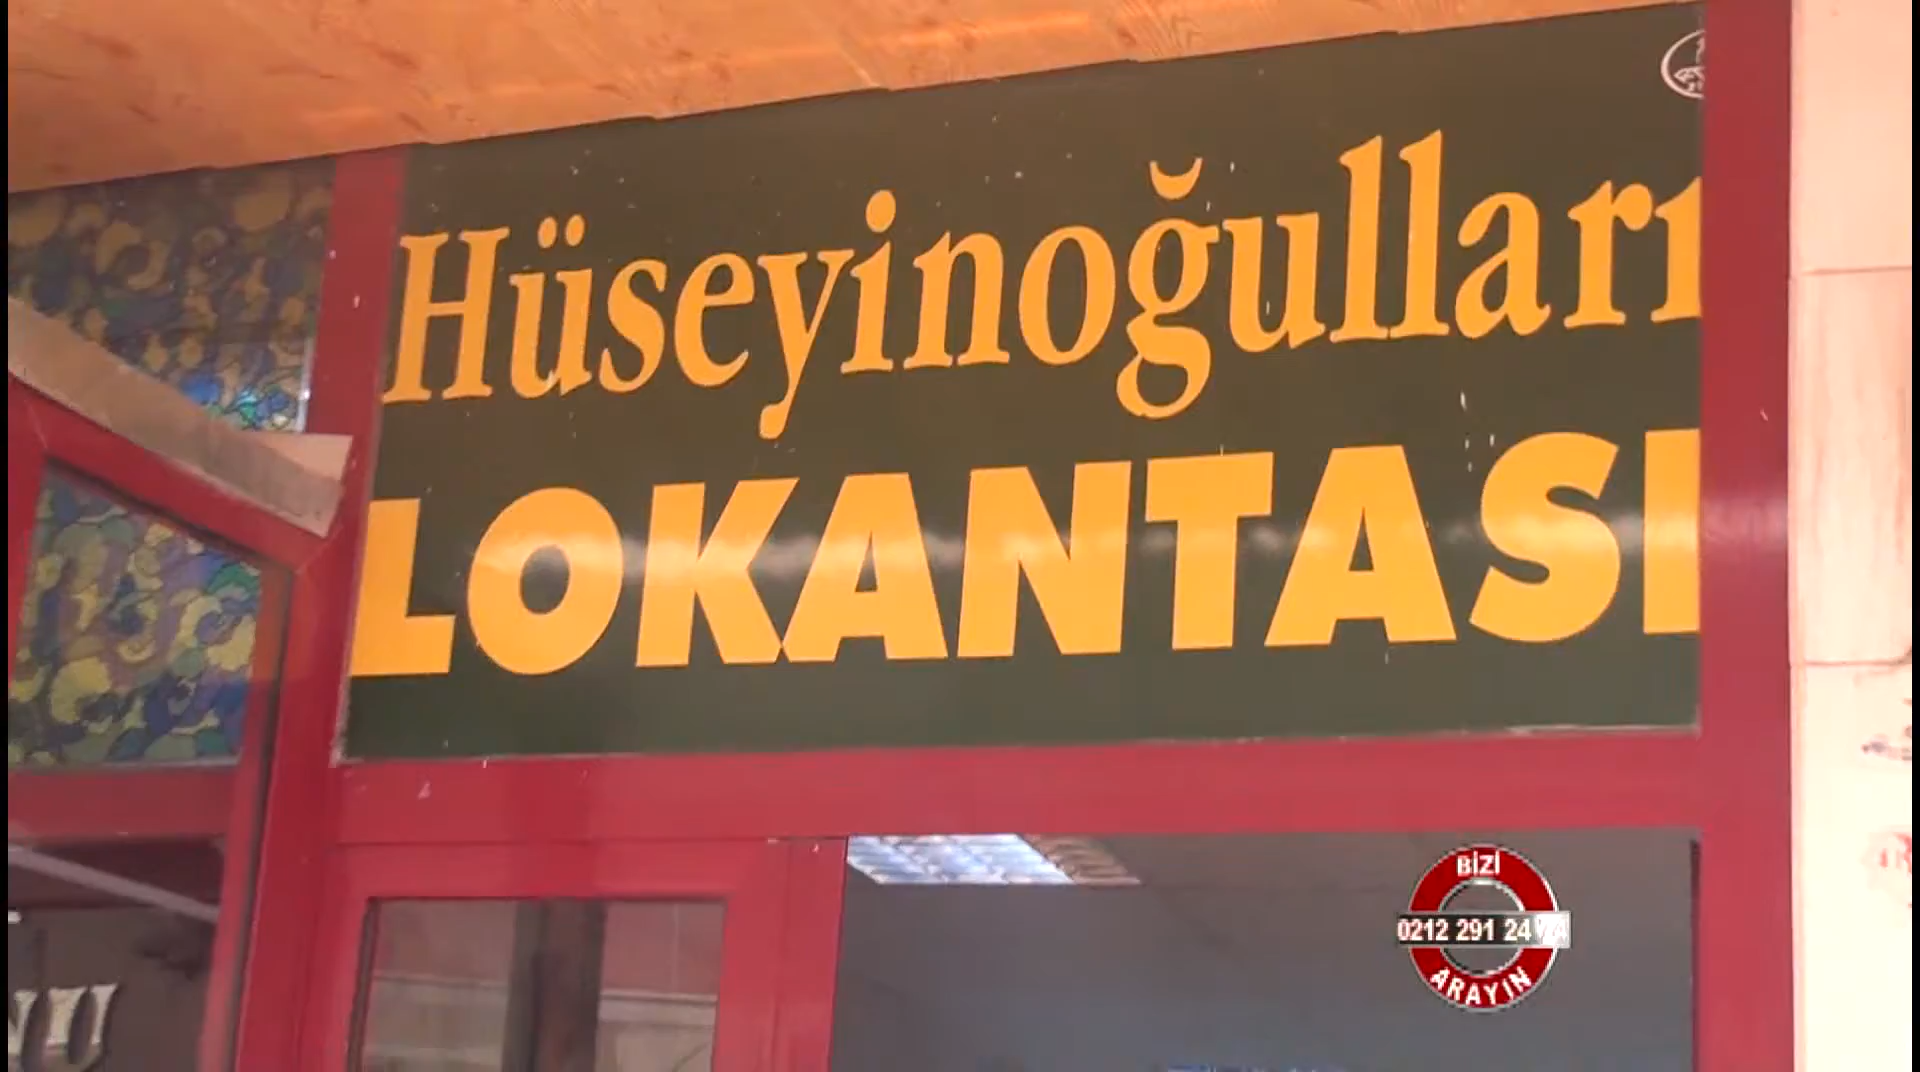 Hüseyinoğulları
LOKANTASI
BİZİ
0212 291 24
ARAYIN